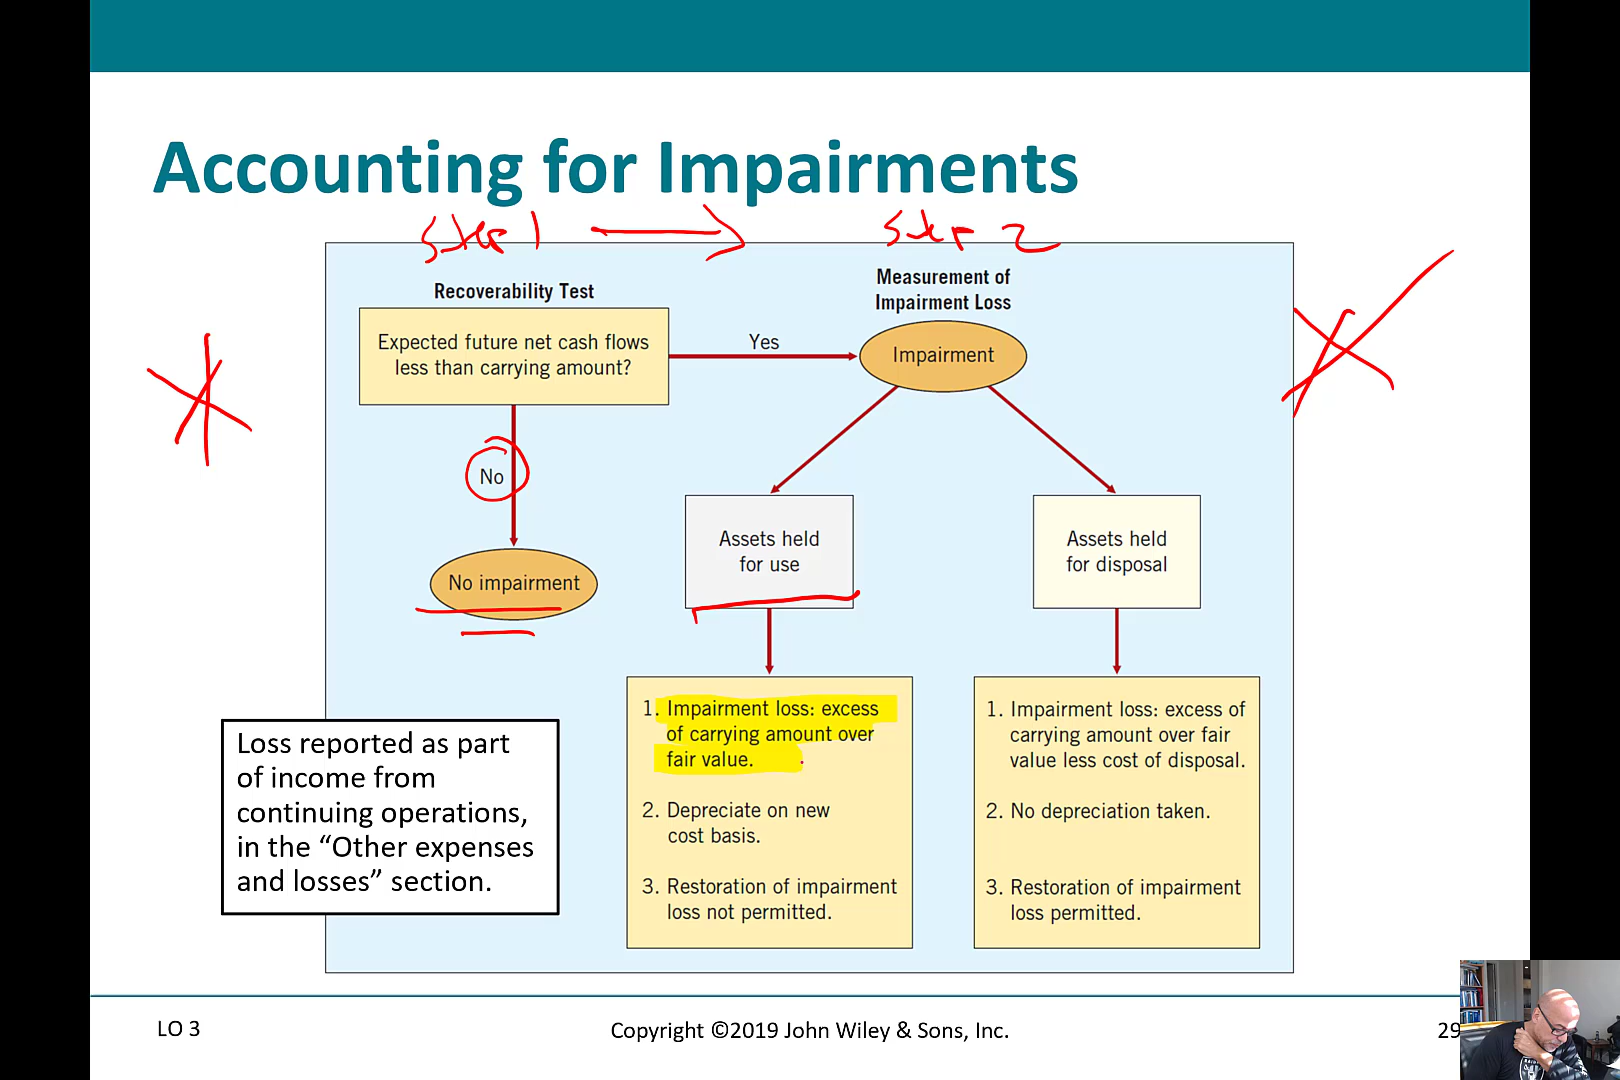 Accounting for Impairments
Step 1
Step 2
Recoverability Test
Measurement of
Impairment Loss
Expected future net cash flows
less than carrying amount?
Yes
Impairment
No
No impairment
Assets held
for use
Assets held
for disposal
1. Impairment loss: excess
of carrying amount over
fair value.
2. Depreciate on new
cost basis.
3. Restoration of impairment
loss not permitted.
1. Impairment loss: excess of
carrying amount over fair
value less cost of disposal.
2. No depreciation taken.
3. Restoration of impairment
loss permitted.
Loss reported as part
of income from
continuing operations,
in the “Other expenses
and losses” section.
LO 3
Copyright ©2019 John Wiley & Sons, Inc.
29